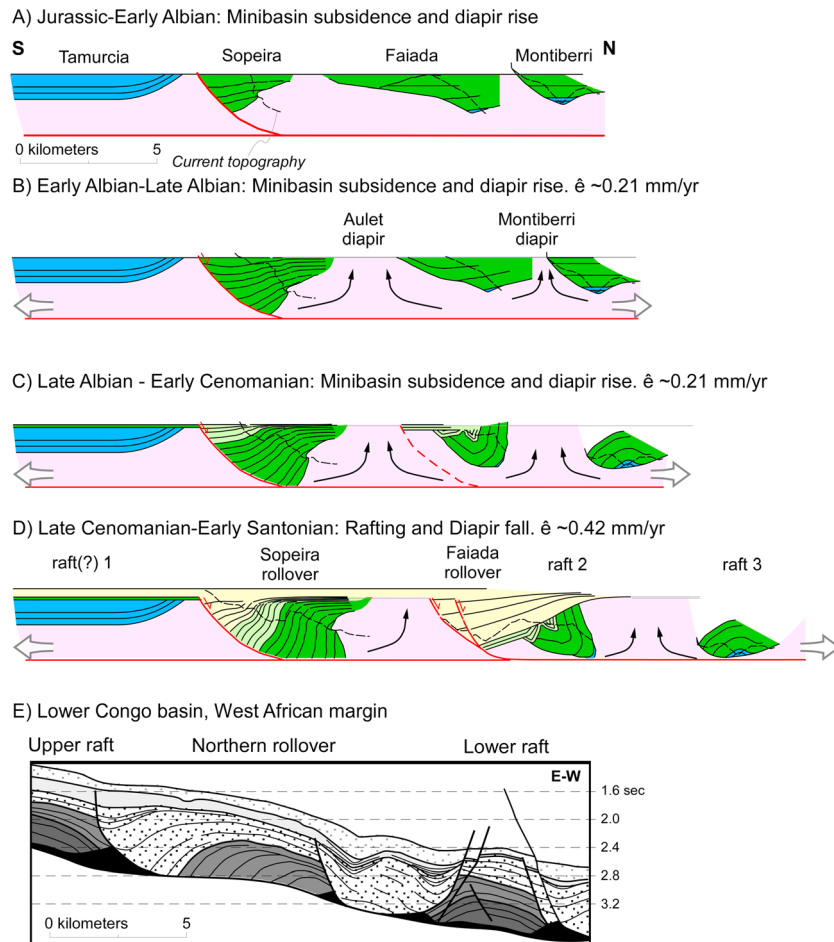 A) Jurassic-Early Albian: Minibasin subsidence and diapir rise
S N
Tamurcia Sopeira Faiada Montiberri
0 kilometers 5
Current topography
B) Early Albian-Late Albian: Minibasin subsidence and diapir rise. ê ~0.21 mm/yr
Aulet diapir
Montiberri diapir
C) Late Albian - Early Cenomanian: Minibasin subsidence and diapir rise. ê ~0.21 mm/yr
D) Late Cenomanian-Early Santonian: Rafting and Diapir fall. ê ~0.42 mm/yr
raft(?) 1
Sopeira rollover
Faiada rollover
raft 2
raft 3
E) Lower Congo basin, West African margin
Upper raft Northern rollover Lower raft
E-W
1.6 sec
2.0
2.4
2.8
3.2
0 kilometers 5